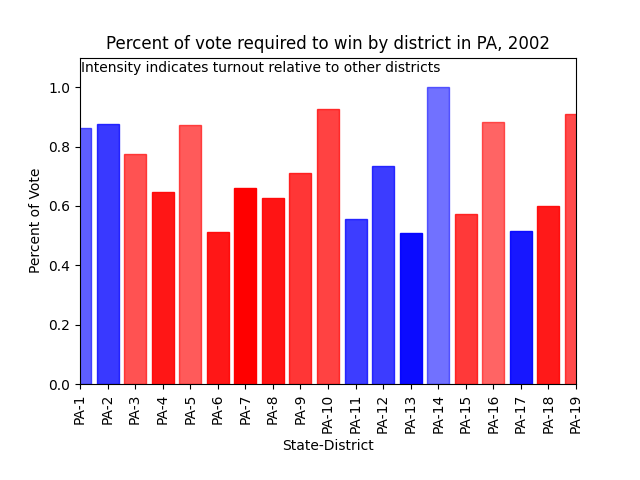 Percent of vote required to win by district in PA, 2002
Intensity indicates turnout relative to other districts
1.0
0.8
0.6
0.4
0.2
0.0
Percent of Vote
PA-1
PA-2
PA-3
PA-4
PA-5
PA-6
PA-7
PA-8
PA-9
PA-10
PA-11
PA-12
PA-13
PA-14
PA-15
PA-16
PA-17
PA-18
PA-19
State-District